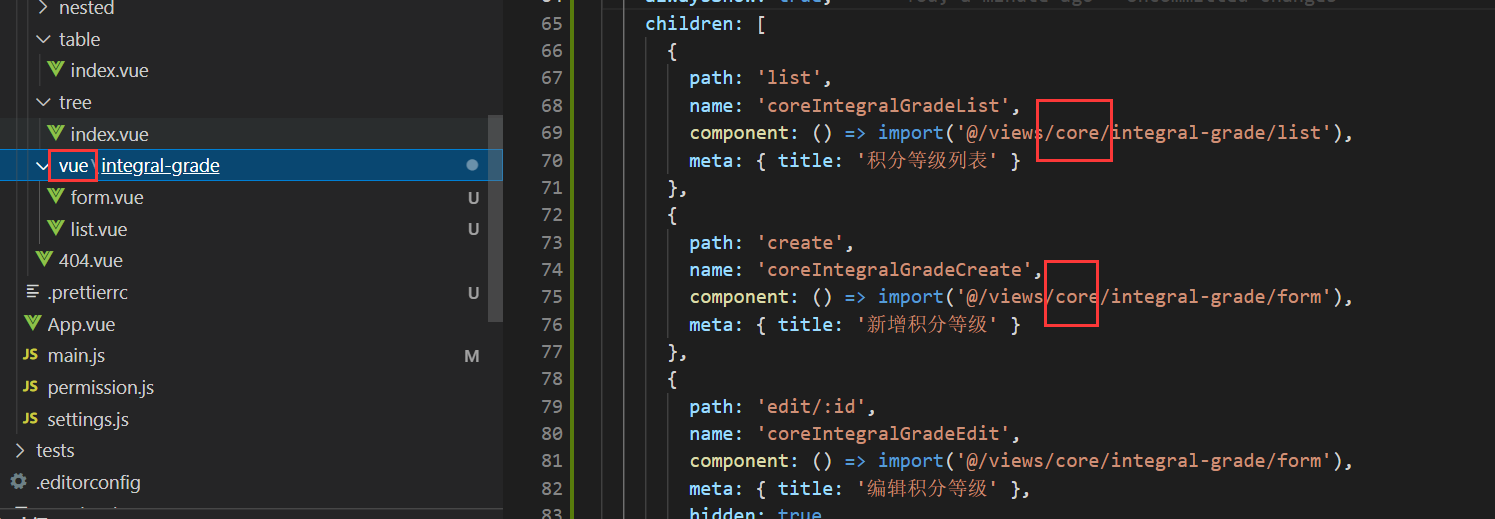 nested
table
index.vue
tree
index.vue
vue \ integral-grade
form.vue U
list.vue U
404.vue
.prettierrc U
App.vue
JS main.js M
JS permission.js
JS settings.js
tests
.editorconfig
65 children: [
66 {
67 path: 'list',
68 name: 'coreIntegralGradeList',
69 component: () => import('@/views/core/integral-grade/list'),
70 meta: { title: '积分等级列表' }
71 },
72 {
73 path: 'create',
74 name: 'coreIntegralGradeCreate',
75 component: () => import('@/views/core/integral-grade/form'),
76 meta: { title: '新增积分等级' }
77 },
78 {
79 path: 'edit/:id',
80 name: 'coreIntegralGradeEdit',
81 component: () => import('@/views/core/integral-grade/form'),
82 meta: { title: '编辑积分等级' },
83 hidden: true